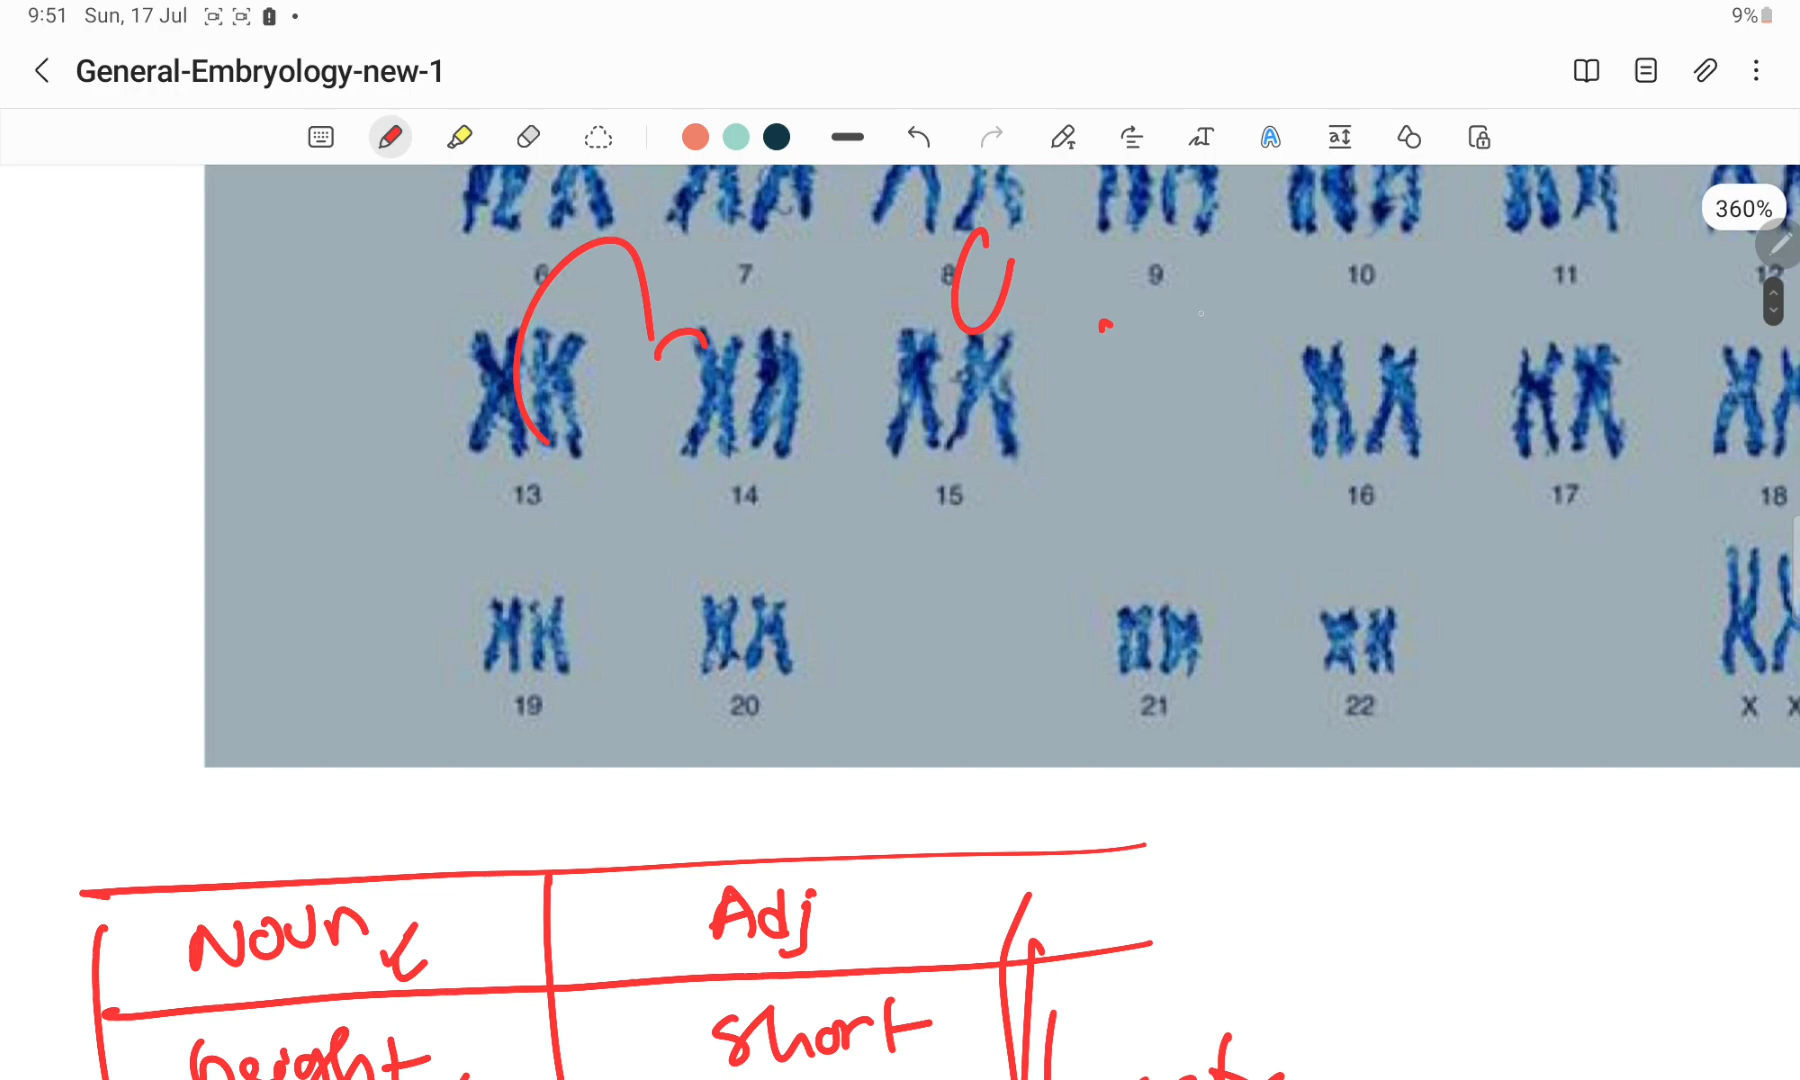 9:51 Sun, 17 Jul 9%
General-Embryology-new-1
360%
6 7 8 9 10 11 12
13 14 15 16 17 18
19 20 21 22 X X
Noun Adj
height short